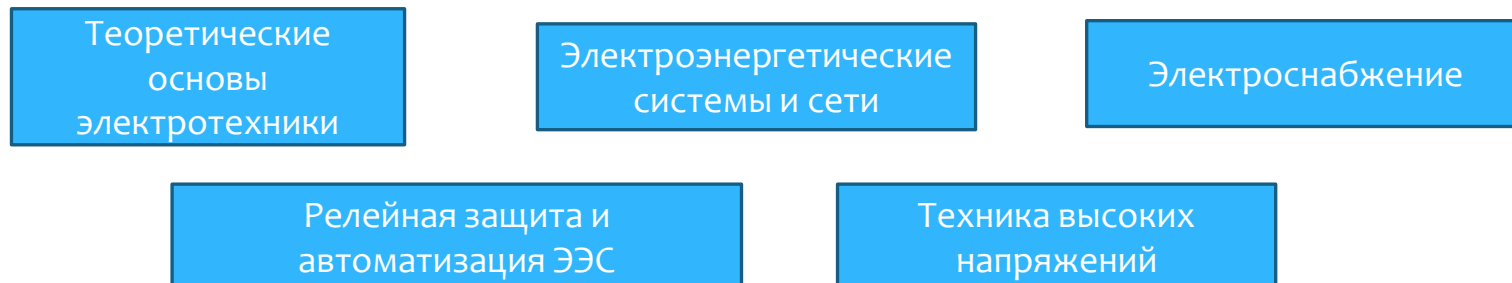 Теоретические
основы
электротехники
Электроэнергетические
системы и сети
Электроснабжение
Релейная защита и
автоматизация ЭЭС
Техника высоких
напряжений